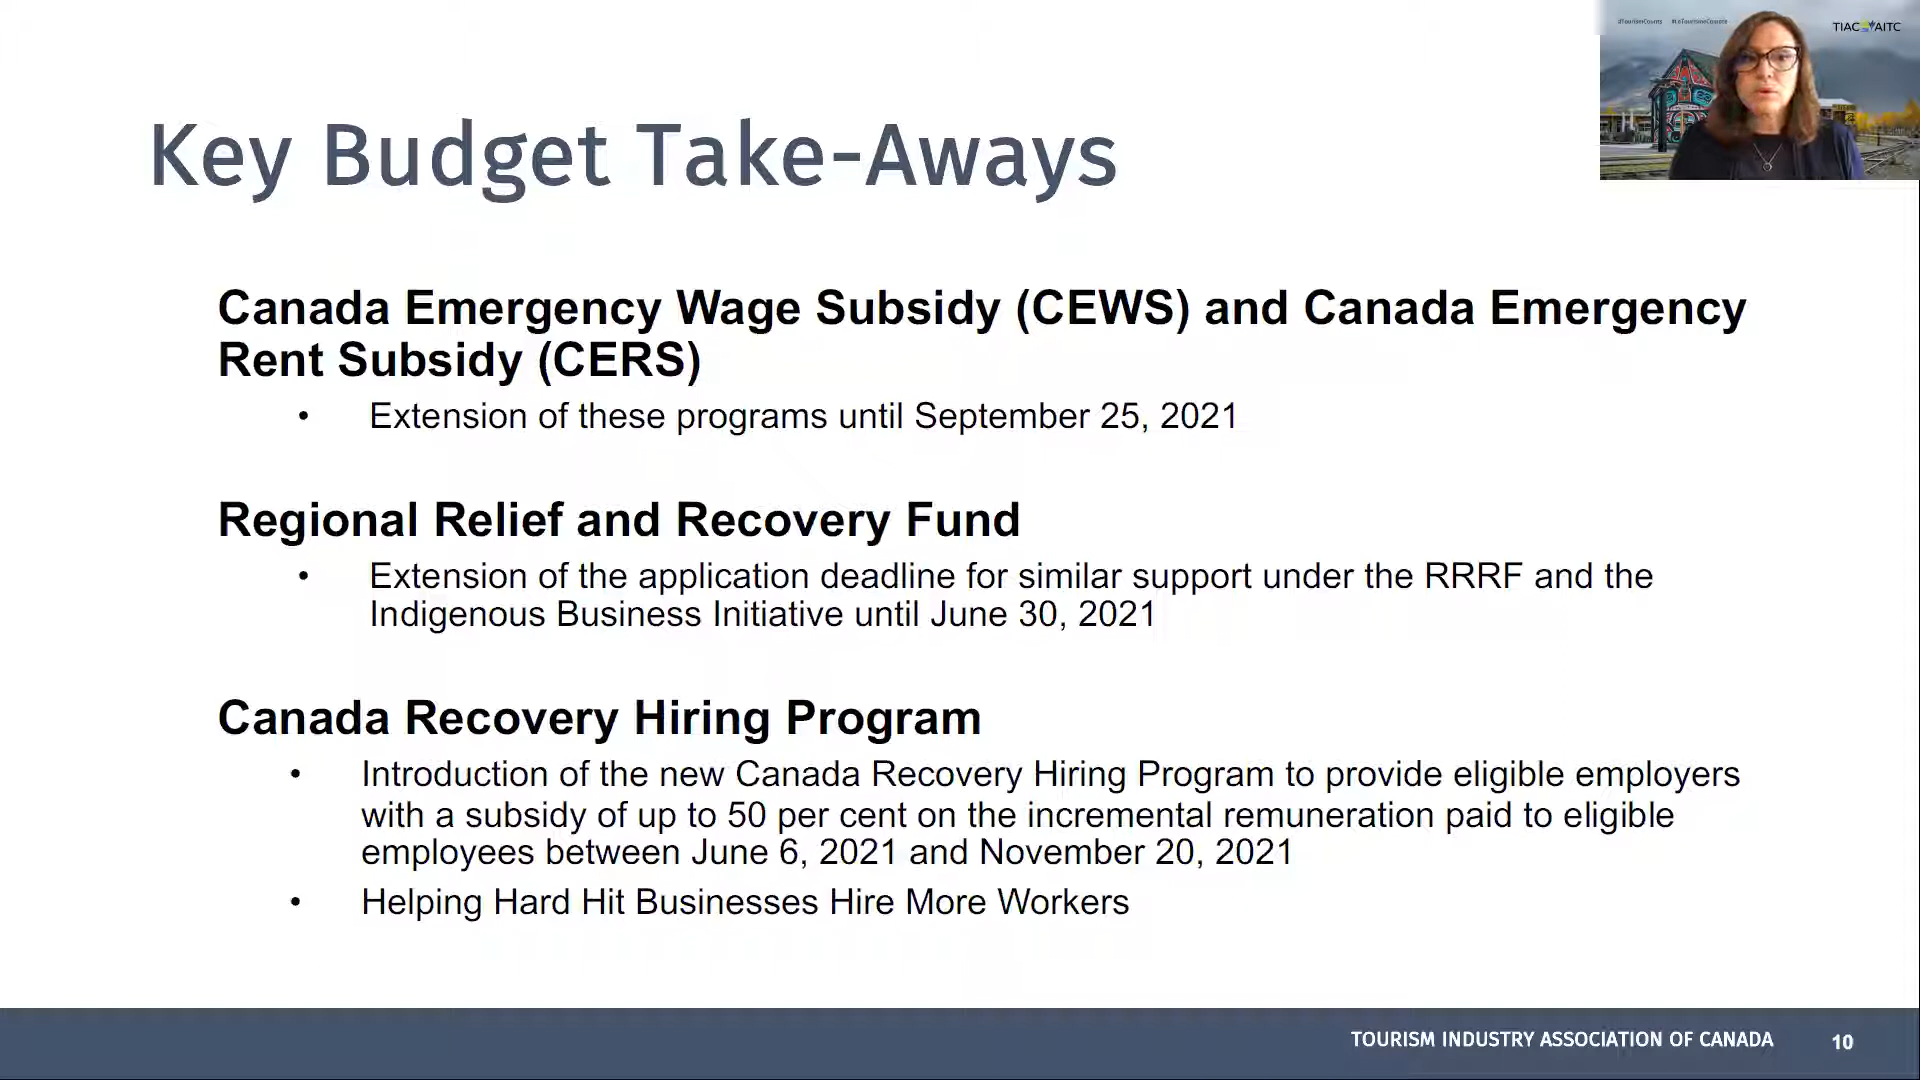 #TourismCounts #LeTourismeCompte
TIAC AITC
Key Budget Take-Aways
Canada Emergency Wage Subsidy (CEWS) and Canada Emergency
Rent Subsidy (CERS)
• Extension of these programs until September 25, 2021
Regional Relief and Recovery Fund
• Extension of the application deadline for similar support under the RRRF and the
Indigenous Business Initiative until June 30, 2021
Canada Recovery Hiring Program
• Introduction of the new Canada Recovery Hiring Program to provide eligible employers
with a subsidy of up to 50 per cent on the incremental remuneration paid to eligible
employees between June 6, 2021 and November 20, 2021
• Helping Hard Hit Businesses Hire More Workers
TOURISM INDUSTRY ASSOCIATION OF CANADA 10